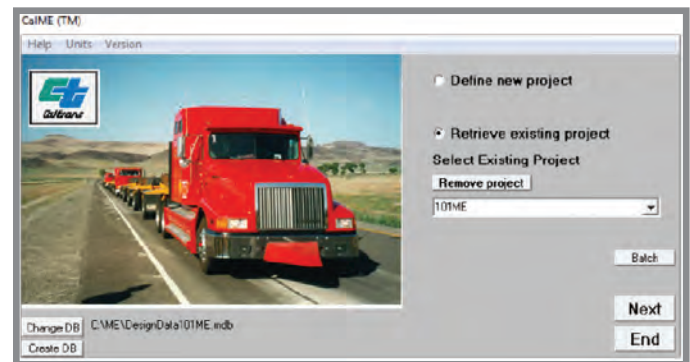 CalME (TM)
Help Units Version
Caltrans
Define new project
Retrieve existing project
Select Existing Project
Remove project
101ME
Batch
Next
Change DB C:\ME\DesignData101ME.mdb
Create DB
End